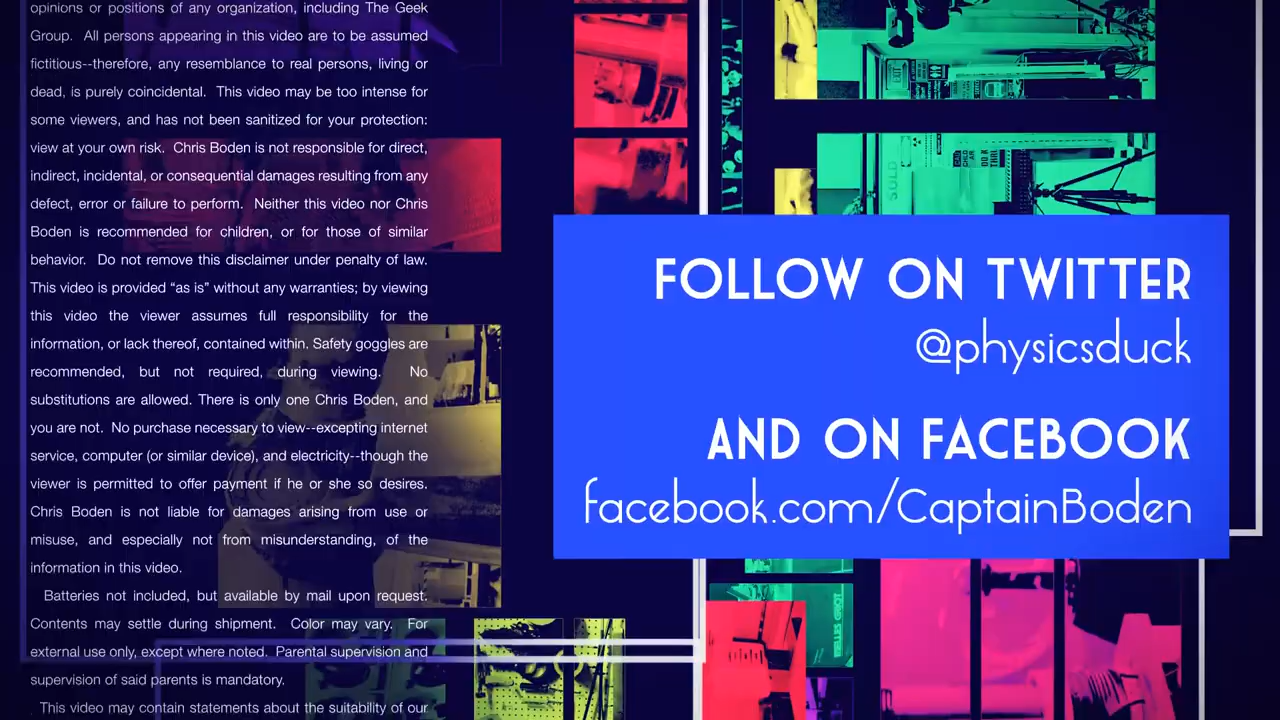 opinions or positions of any organization, including The Geek
Group. All persons appearing in this video are to be assumed
fictitious--therefore, any resemblance to real persons, living or
dead, is purely coincidental. This video may be too intense for
some viewers, and has not been sanitized for your protection:
view at your own risk. Chris Boden is not responsible for direct,
indirect, incidental, or consequential damages resulting from any
defect, error or failure to perform. Neither this video nor Chris
Boden is recommended for children, or for those of similar
behavior. Do not remove this disclaimer under penalty of law.
This video is provided “as is” without any warranties; by viewing
this video the viewer assumes full responsibility for the
information, or lack thereof, contained within. Safety goggles are
recommended, but not required, during viewing. No
substitutions are allowed. There is only one Chris Boden, and
you are not. No purchase necessary to view--excepting internet
service, computer (or similar device), and electricity--though the
viewer is permitted to offer payment if he or she so desires.
Chris Boden is not liable for damages arising from use or
misuse, and especially not from misunderstanding, of the
information in this video.
Batteries not included, but available by mail upon request.
Contents may settle during shipment. Color may vary. For
external use only, except where noted. Parental supervision and
supervision of said parents is mandatory.
This video may contain statements about the suitability of our
FOLLOW ON TWITTER
@physicsduck
AND ON FACEBOOK
facebook.com/CaptainBoden
EXIT
SOLD